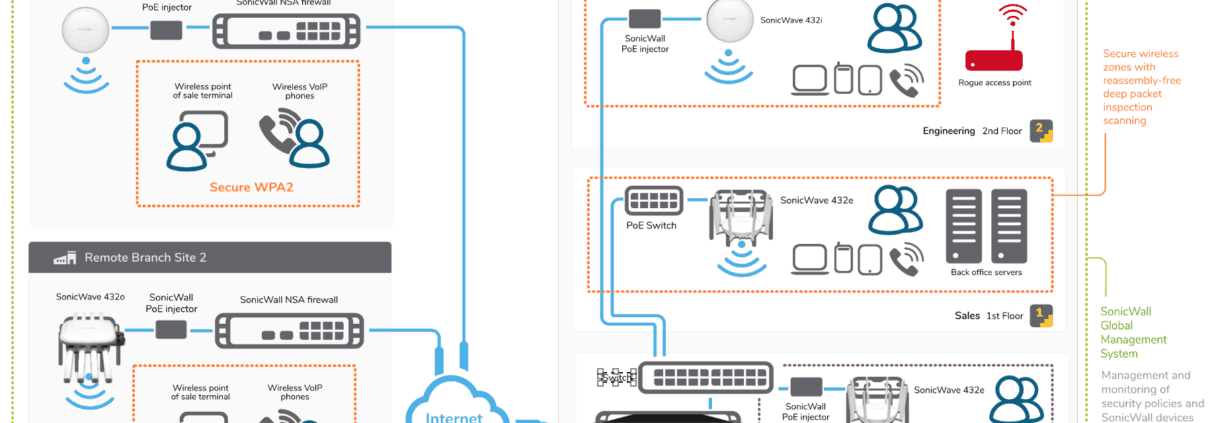 PoE injector
SonicWall NSA firewall
Wireless point
of sale terminal
Wireless VoIP
phones
Secure WPA2
Remote Branch Site 2
SonicWave 432o
SonicWall
PoE injector
SonicWall NSA firewall
Wireless point
of sale terminal
Wireless VoIP
phones
Internet
SonicWall
PoE injector
SonicWave 432i
Rogue access point
Engineering 2nd Floor 2
PoE Switch
SonicWave 432e
Back office servers
Sales 1st Floor 1
Switch
SonicWall
PoE injector
SonicWave 432e
Secure wireless
zones with
reassembly-free
deep packet
inspection
scanning
SonicWall
Global
Management
System
Management and
monitoring of
security policies and
SonicWall devices